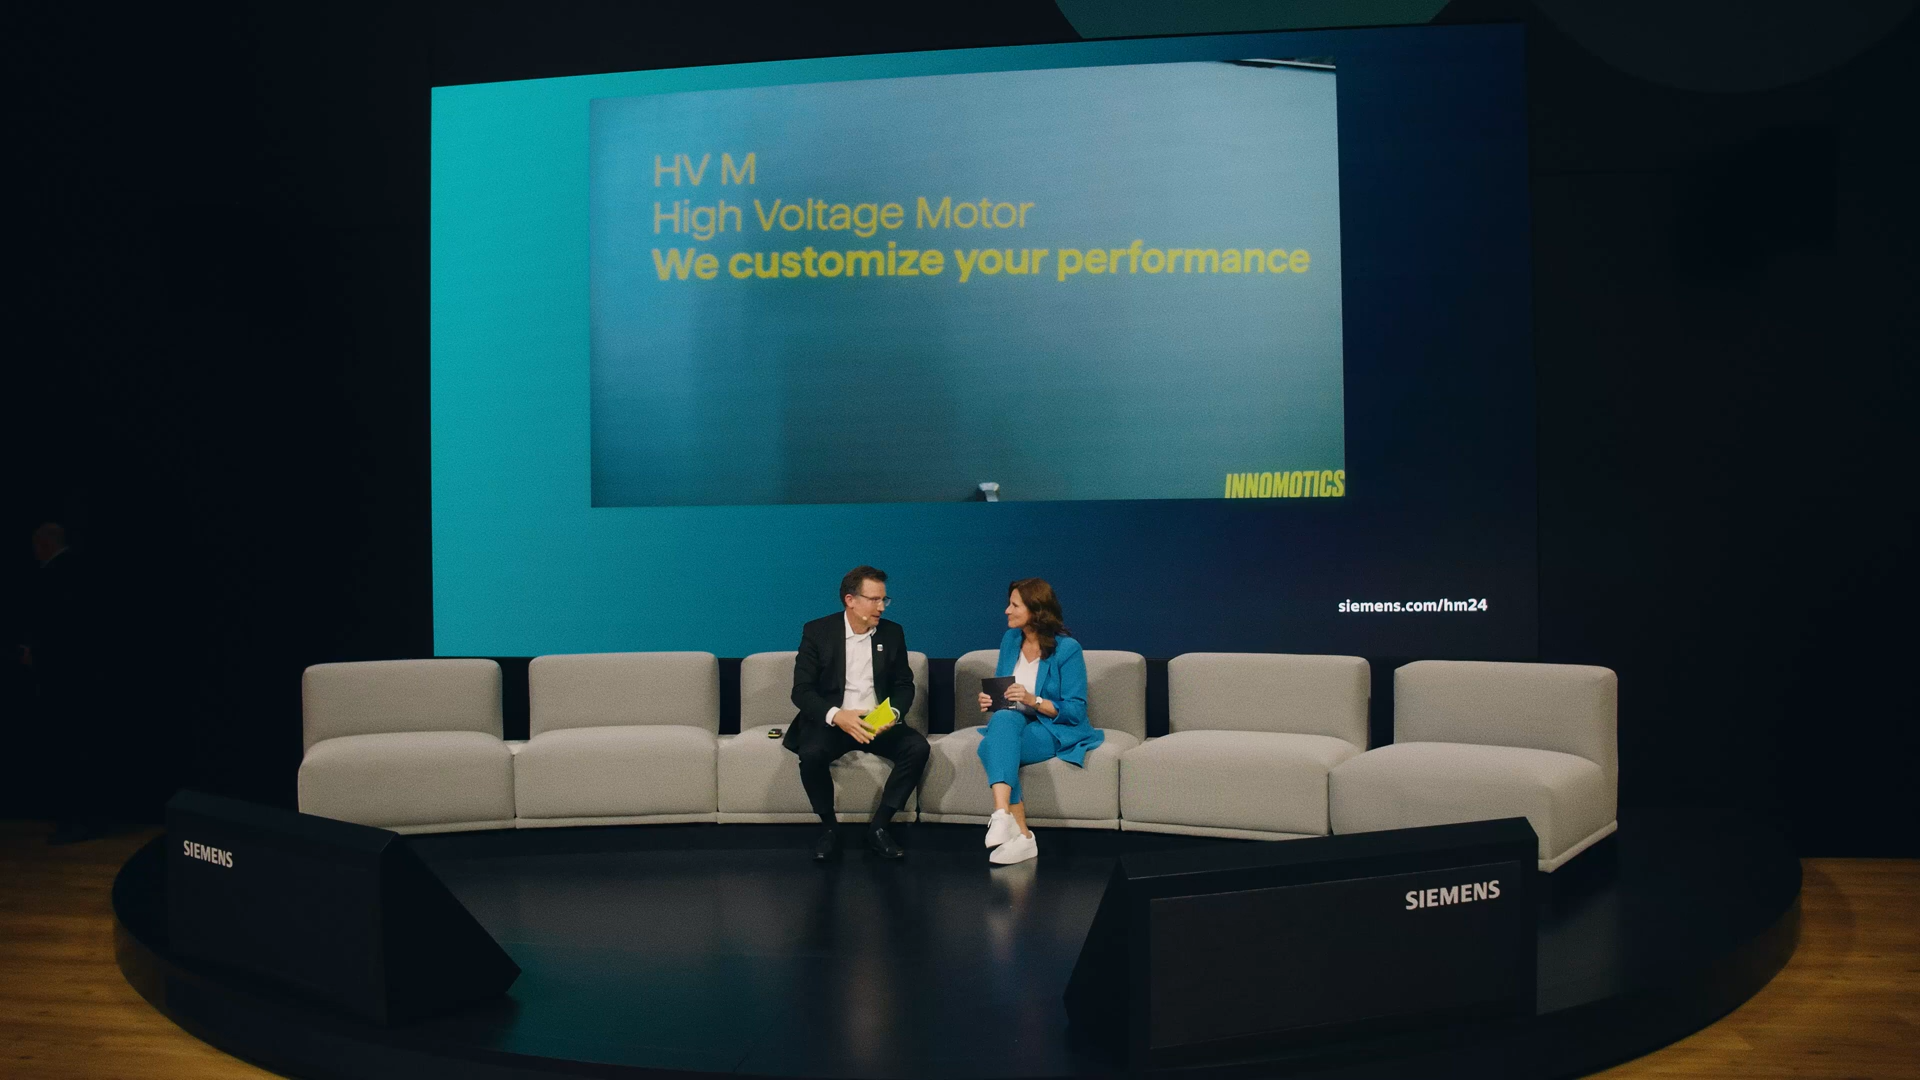 HV M
High Voltage Motor
We customize your performance
INNOMOTICS
siemens.com/hm24
SIEMENS
SIEMENS